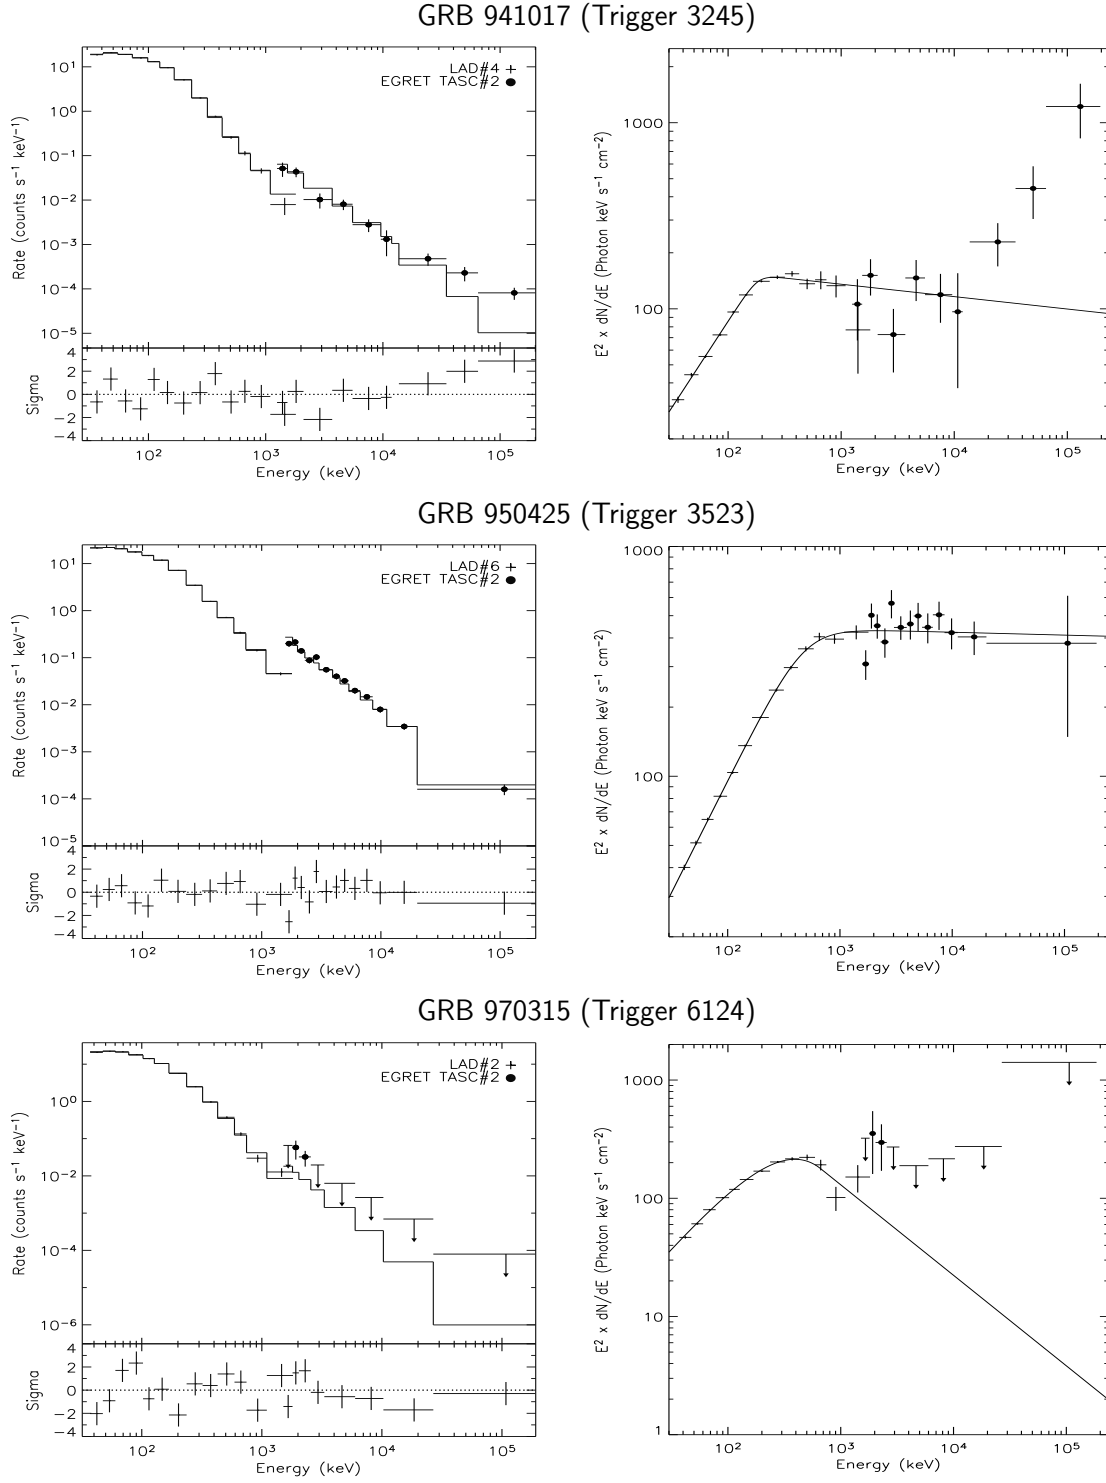 GRB 941017 (Trigger 3245)
LAD#4 +
EGRET TASC#2 ●
Rate (counts s⁻¹ keV⁻¹)
10¹
10⁰
10⁻¹
10⁻²
10⁻³
10⁻⁴
10⁻⁵
Sigma
4
2
0
−2
−4
10² 10³ 10⁴ 10⁵
Energy (keV)
E² x dN/dE (Photon keV s⁻¹ cm⁻²)
1000
100
10² 10³ 10⁴ 10⁵
Energy (keV)
GRB 950425 (Trigger 3523)
LAD#6 +
EGRET TASC#2 ●
Rate (counts s⁻¹ keV⁻¹)
10¹
10⁰
10⁻¹
10⁻²
10⁻³
10⁻⁴
10⁻⁵
Sigma
4
2
0
−2
−4
10² 10³ 10⁴ 10⁵
Energy (keV)
E² x dN/dE (Photon keV s⁻¹ cm⁻²)
1000
100
10² 10³ 10⁴ 10⁵
Energy (keV)
GRB 970315 (Trigger 6124)
LAD#2 +
EGRET TASC#2 ●
Rate (counts s⁻¹ keV⁻¹)
10⁰
10⁻²
10⁻⁴
10⁻⁶
Sigma
4
2
0
−2
−4
10² 10³ 10⁴ 10⁵
Energy (keV)
E² x dN/dE (Photon keV s⁻¹ cm⁻²)
1000
100
10
1
10² 10³ 10⁴ 10⁵
Energy (keV)